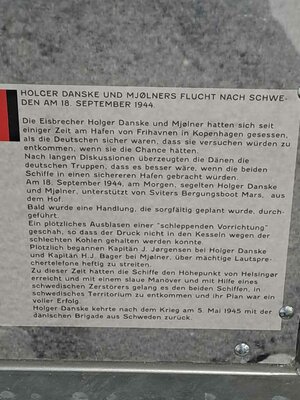 HOLGER DANSKE UND MJØLNERS FLUCHT NACH SCHWE-
DEN AM 18. SEPTEMBER 1944.
Die Eisbrecher Holger Danske und Mjølner hatten sich seit
einiger Zeit am Hafen von Frihavnen in Kopenhagen gesessen,
als die Deutschen sicher waren, dass sie versuchen würden zu
entkommen, wenn sie die Chance hatten.
Nach langen Diskussionen überzeugten die Dänen die
deutschen Truppen, dass es besser wäre, wenn die beiden
Schiffe in einen sichereren Hafen gebracht würden.
Am 18. September 1944, am Morgen, segelten Holger Danske
und Mjølner, unterstützt von Sviters Bergungsboot Mars, aus
dem Hof.
Bald wurde eine Handlung, die sorgfältig geplant wurde, durch-
geführt.
Ein plötzliches Ausblasen einer "schleppenden Vorrichtung"
geschah, so dass der Druck nicht in den Kesseln wegen der
schlechten Kohlen gehalten werden konnte.
Plötzlich begannen Kapitän J. Jørgensen bei Holger Danske
und Kapitän H.J. Bager bei Mjølner, über mächtige Lautspre-
chertelefone heftig zu streiten.
Zu dieser Zeit hatten die Schiffe den Höhepunkt von Helsingør
erreicht, und mit einem slaue Manöver und mit Hilfe eines
schwedischen Zerstörers gelang es den beiden Schiffen, in
schwedisches Territorium zu entkommen und ihr Plan war ein
voller Erfolg.
Holger Danske kehrte nach dem Krieg am 5. Mai 1945 mit der
dänischen Brigade aus Schweden zurück.